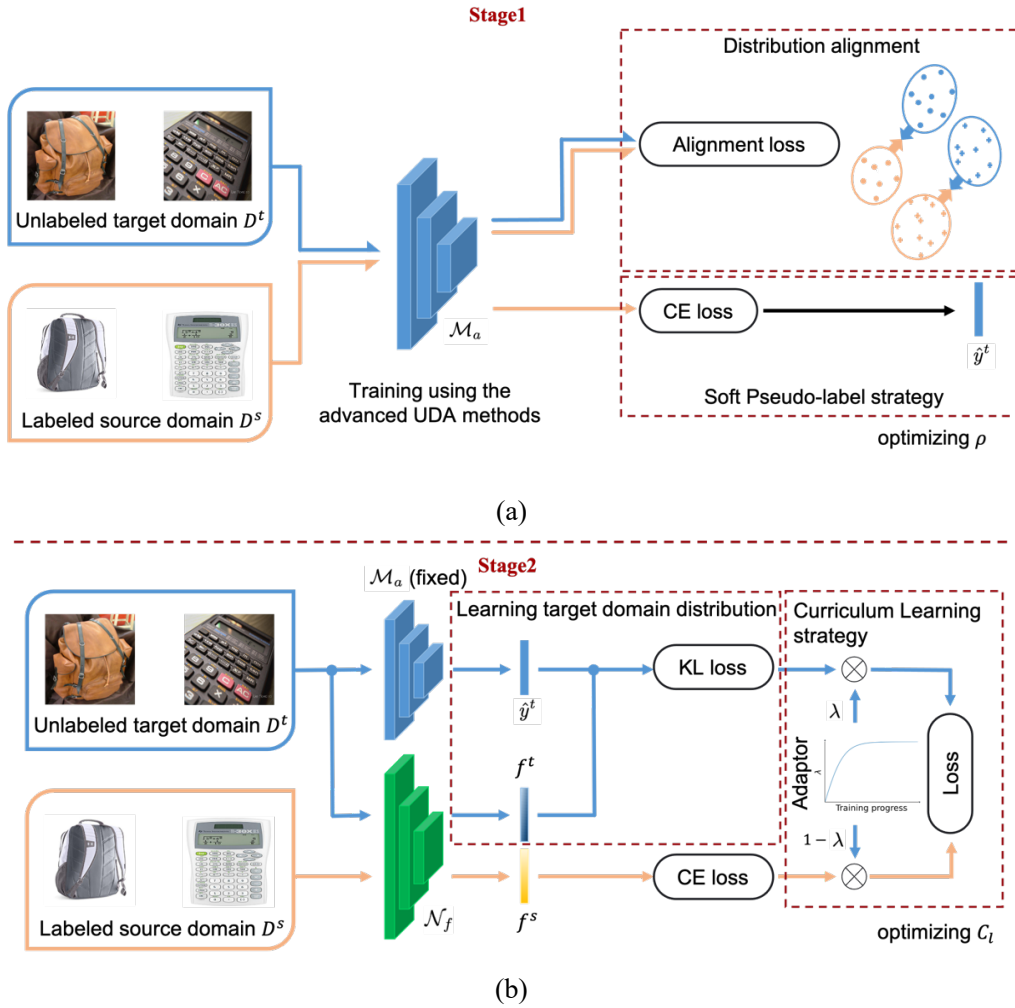 Stage1
Distribution alignment
Alignment loss
Unlabeled target domain D^t
CE loss
ŷ^t
M_a
Labeled source domain D^s
Training using the
advanced UDA methods
Soft Pseudo-label strategy
optimizing ρ
(a)
Stage2
M_a (fixed)
Learning target domain distribution
Curriculum Learning
strategy
KL loss
ŷ^t
λ
Unlabeled target domain D^t
f^t
Adaptor
λ
Training progress
Loss
1 − λ
CE loss
N_f
f^s
Labeled source domain D^s
optimizing C_l
(b)